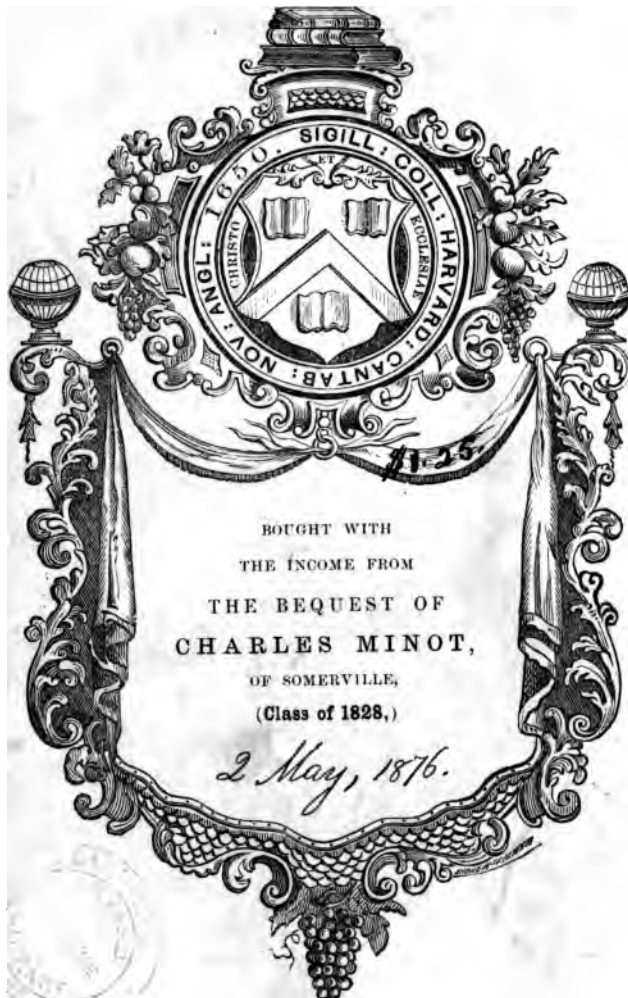 SIGILL: COLL: HARVARD: CANTAB: NOV: ANGL: 1650.
CHRISTO
ET
ECCLESIAE
$1.25.
BOUGHT WITH
THE INCOME FROM
THE BEQUEST OF
CHARLES MINOT,
OF SOMERVILLE,
(Class of 1828,)
2 May, 1876.